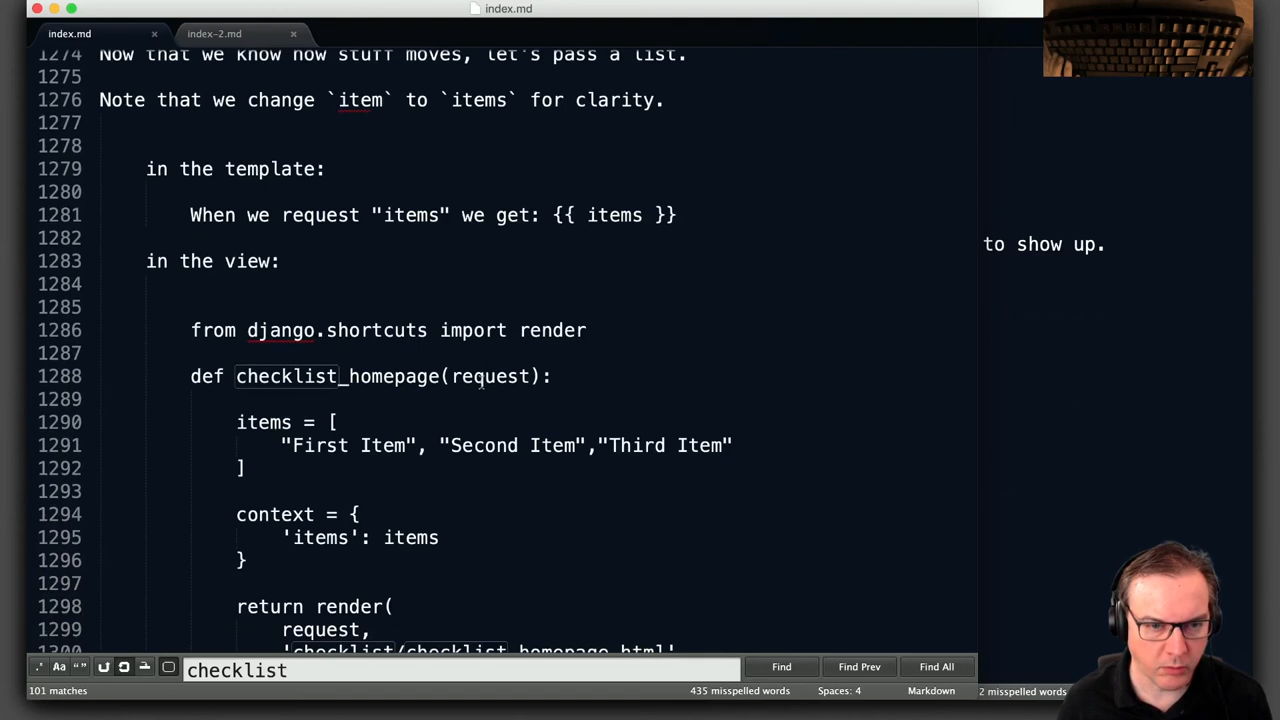 index.md
index.md
index-2.md
1274 Now that we know how stuff moves, let's pass a list.
1275
1276 Note that we change `item` to `items` for clarity.
1277
1278
1279 in the template:
1280
1281 When we request "items" we get: {{ items }}
1282
to show up.
1283 in the view:
1284
1285
1286 from django.shortcuts import render
1287
1288 def checklist_homepage(request):
1289
1290 items = [
1291 "First Item", "Second Item","Third Item"
1292 ]
1293
1294 context = {
1295 'items': items
1296 }
1297
1298 return render(
1299 request,
1300 'checklist/checklist_homepage.html'
.* Aa “ ” checklist Find Find Prev Find All
101 matches 435 misspelled words Spaces: 4 Markdown 2 misspelled words